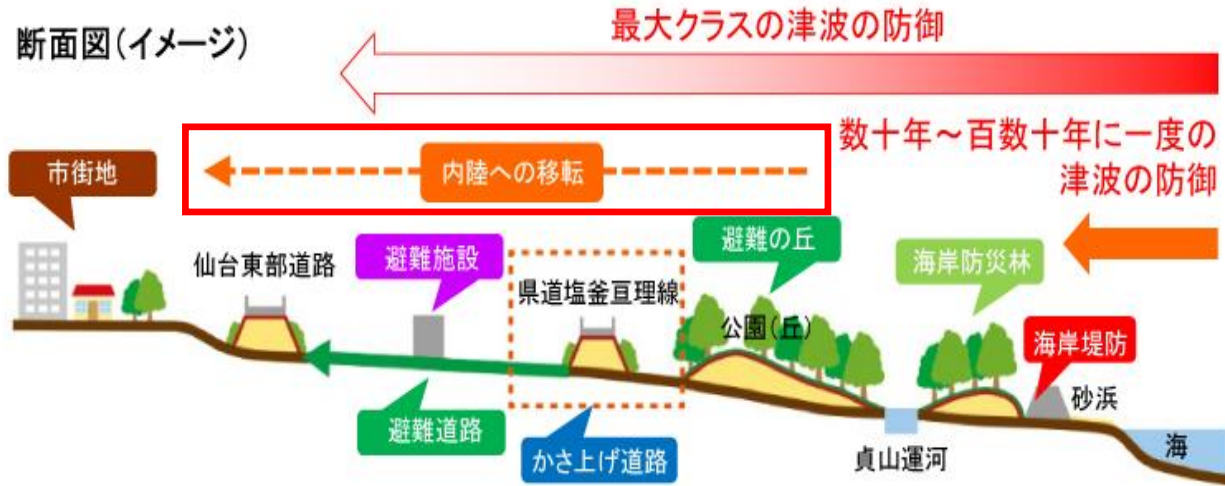 断面図(イメージ)
最大クラスの津波の防御
数十年～百数十年に一度の
津波の防御
内陸への移転
市街地
仙台東部道路
避難施設
県道塩釜亘理線
避難の丘
公園(丘)
海岸防災林
海岸堤防
砂浜
避難道路
かさ上げ道路
貞山運河
海